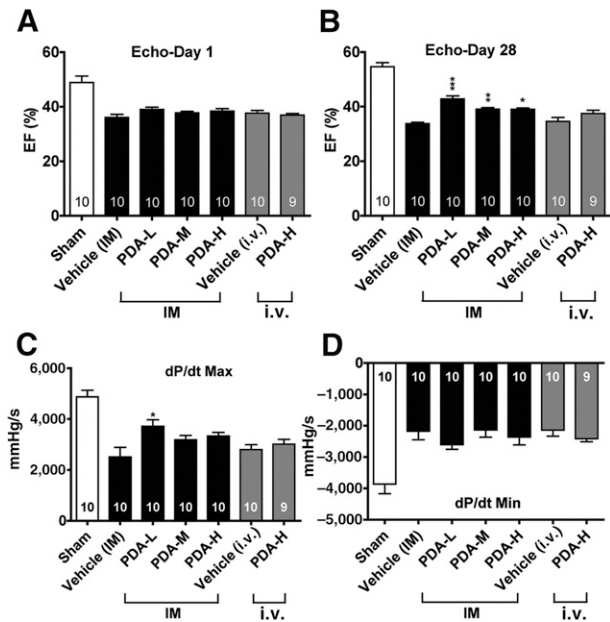 A
Echo-Day 1
EF (%)
60
40
20
0
10 10 10 10 10 10 9
Sham
Vehicle (IM)
PDA-L
PDA-M
PDA-H
Vehicle (i.v.)
PDA-H
IM
i.v.
B
Echo-Day 28
EF (%)
60
40
20
0
***
**
*
10 10 10 10 10 10 9
Sham
Vehicle (IM)
PDA-L
PDA-M
PDA-H
Vehicle (i.v.)
PDA-H
IM
i.v.
C
dP/dt Max
mmHg/s
6,000
4,000
2,000
0
*
10 10 10 10 10 10 9
Sham
Vehicle (IM)
PDA-L
PDA-M
PDA-H
Vehicle (i.v.)
PDA-H
IM
i.v.
D
mmHg/s
0
−1,000
−2,000
−3,000
−4,000
−5,000
10 10 10 10 10 10 9
dP/dt Min
Sham
Vehicle (IM)
PDA-L
PDA-M
PDA-H
Vehicle (i.v.)
PDA-H
IM
i.v.